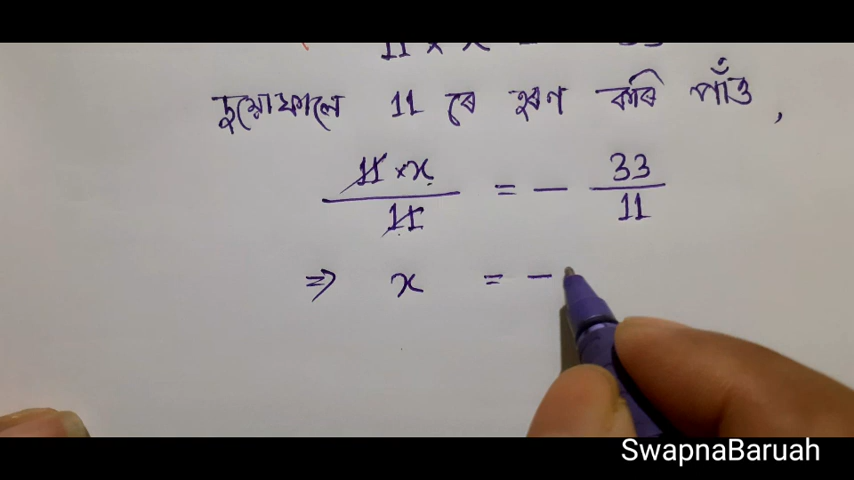 দুয়োফালে 11 ৰে হৰণ কৰি পাঁও,
11 × x / 11 = - 33 / 11
⇒ x = -
SwapnaBaruah